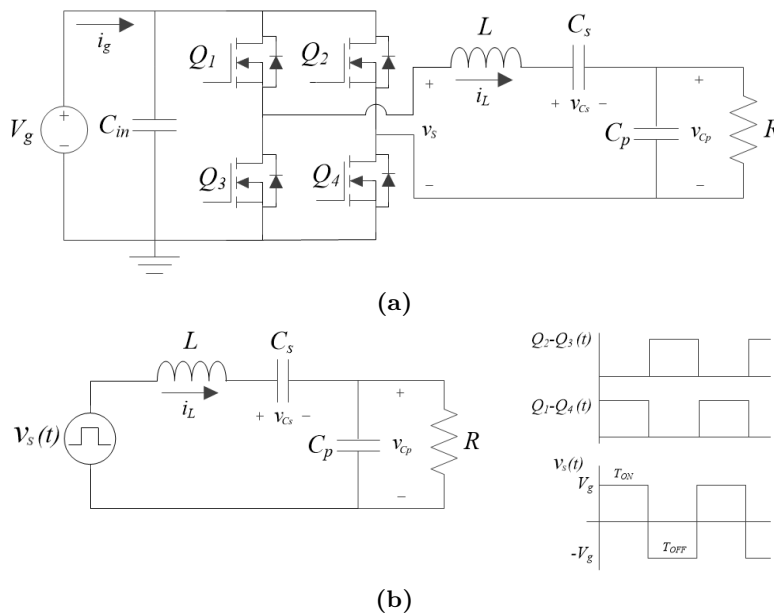 i_g
Q_1
Q_2
L
C_s
i_L
+ v_Cs −
V_g
+
−
C_in
+
v_s
−
C_p
+
v_Cp
−
R
Q_3
Q_4
(a)
L
C_s
i_L
+ v_Cs −
v_s(t)
C_p
+
v_Cp
−
R
Q_2-Q_3(t)
Q_1-Q_4(t)
v_s(t)
V_g
T_ON
-V_g
T_OFF
(b)